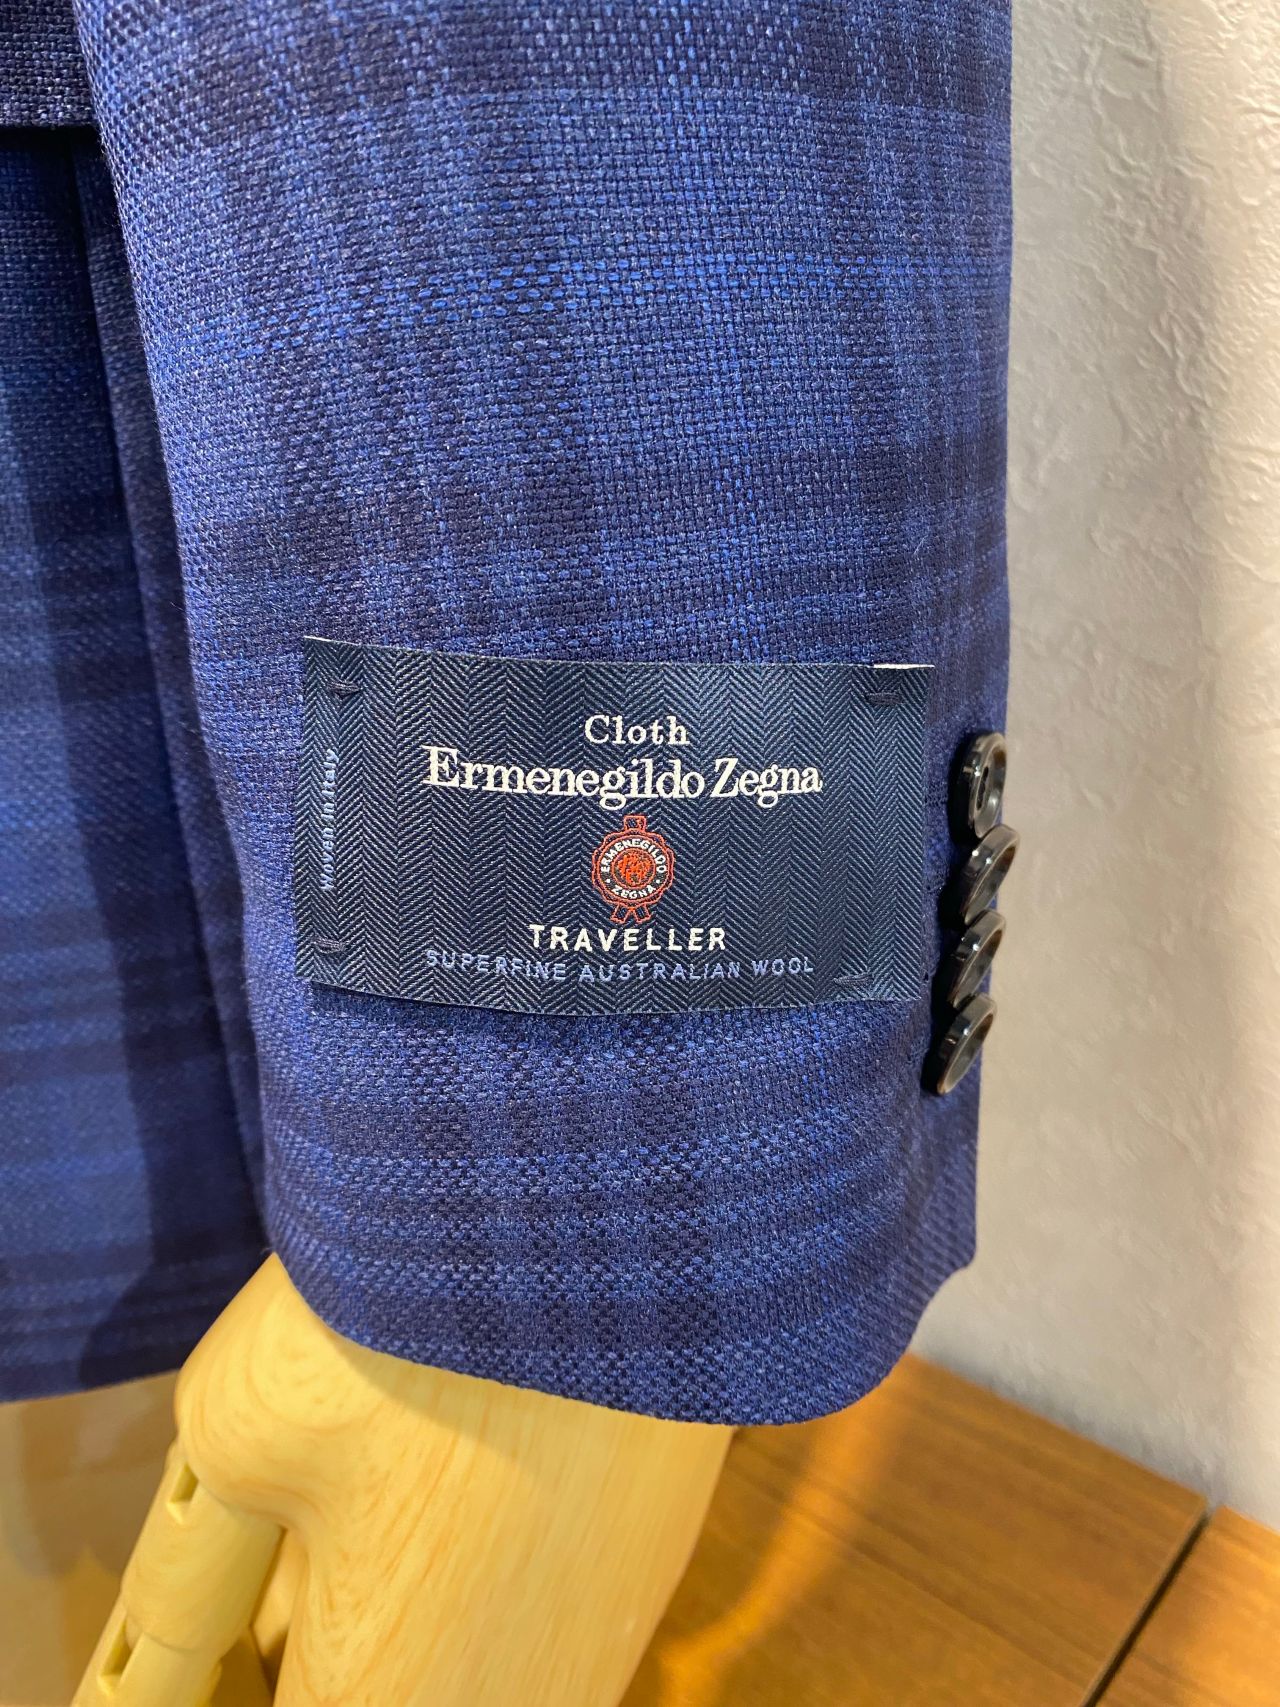 Cloth
Ermenegildo Zegna
ERMENEGILDO
ZEGNA
TRAVELLER
SUPERFINE AUSTRALIAN WOOL
Woven in Italy